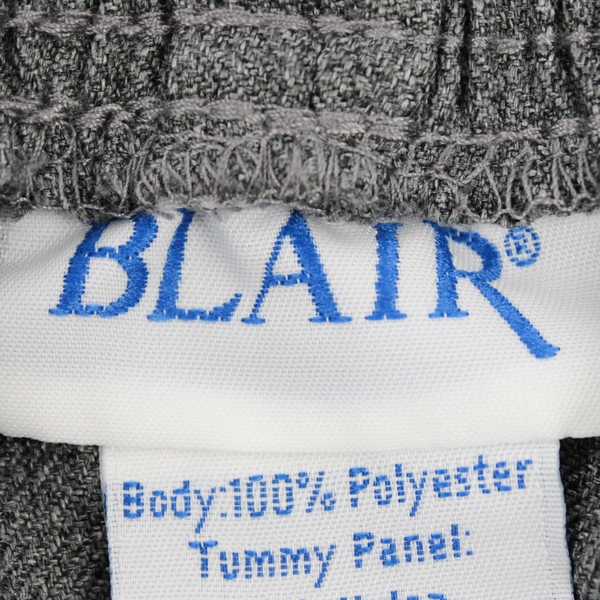 BLAIR®
Body:100% Polyester
Tummy Panel: